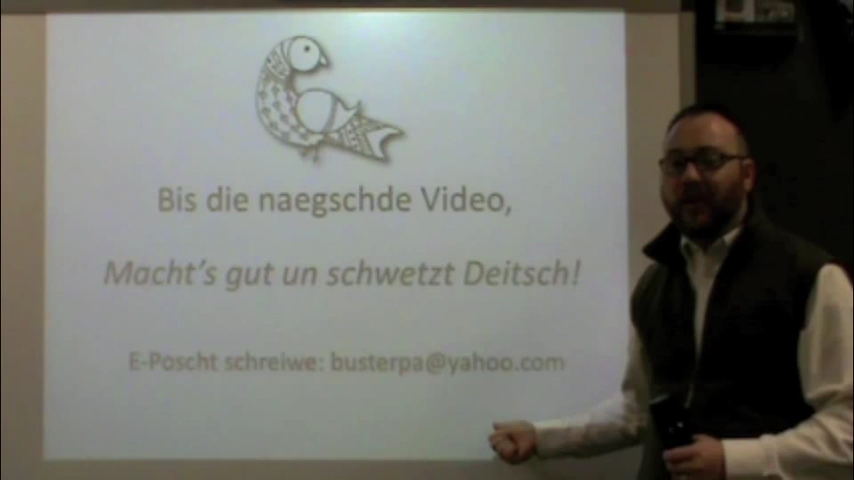 Bis die naegschde Video,
Macht's gut un schwetzt Deitsch!
E-Poscht schreiwe: busterpa@yahoo.com